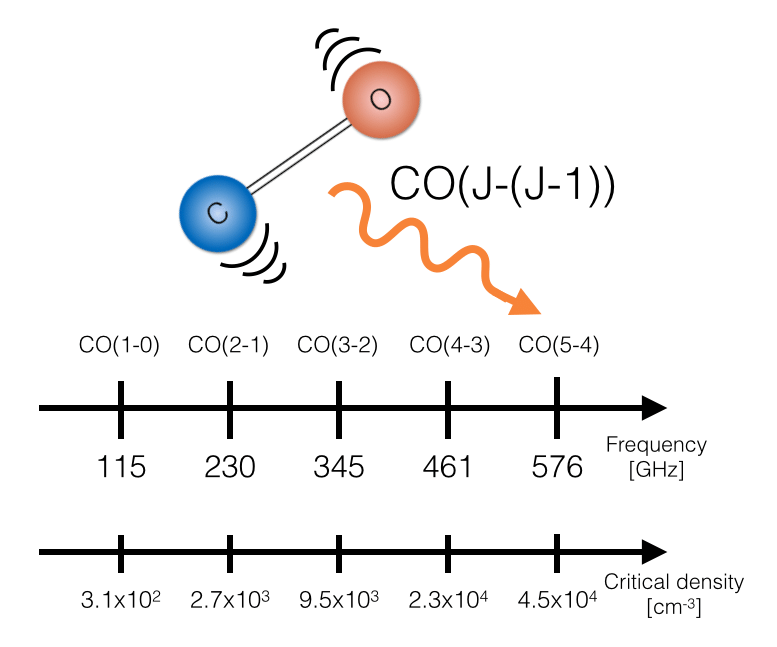 O
C
CO(J-(J-1))
CO(1-0) CO(2-1) CO(3-2) CO(4-3) CO(5-4)
Frequency
[GHz]
115 230 345 461 576
Critical density
[cm⁻³]
3.1x10² 2.7x10³ 9.5x10³ 2.3x10⁴ 4.5x10⁴